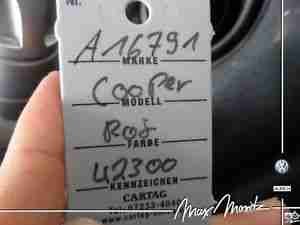 A16791
MARKE
Cooper
MODELL
Rot
FARBE
42300
KENNZEICHEN
CARTAG
Max Moritz